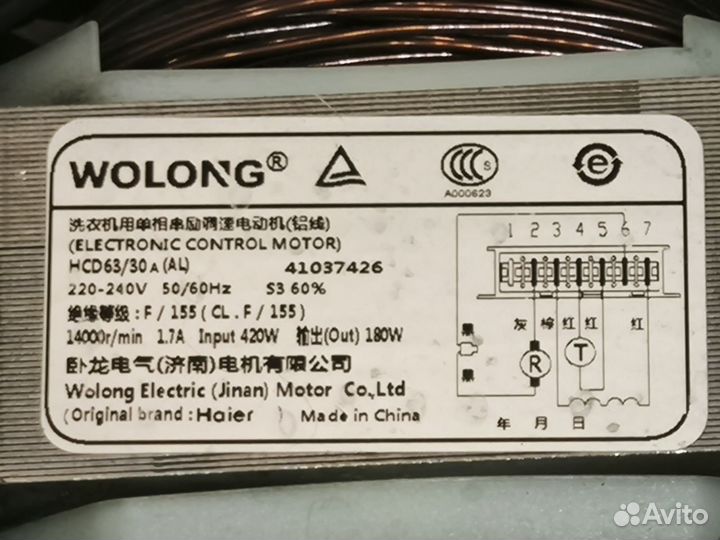 WOLONG®
S
A000623
e
洗衣机用单相串励调速电动机(铝线)
(ELECTRONIC CONTROL MOTOR)
HCD63/30A(AL) 41037426
220-240V 50/60Hz S3 60%
绝缘等级: F/155(CL.F/155)
14000r/min 1.7A Input 420W 输出(Out) 180W
卧龙电气(济南)电机有限公司
Wolong Electric (Jinan) Motor Co.,Ltd
(Original brand : Haier) Made in China
1 2 3 4 5 6 7
黑 灰 棕 红 红 红
R T
黑
年 月 日
Avito